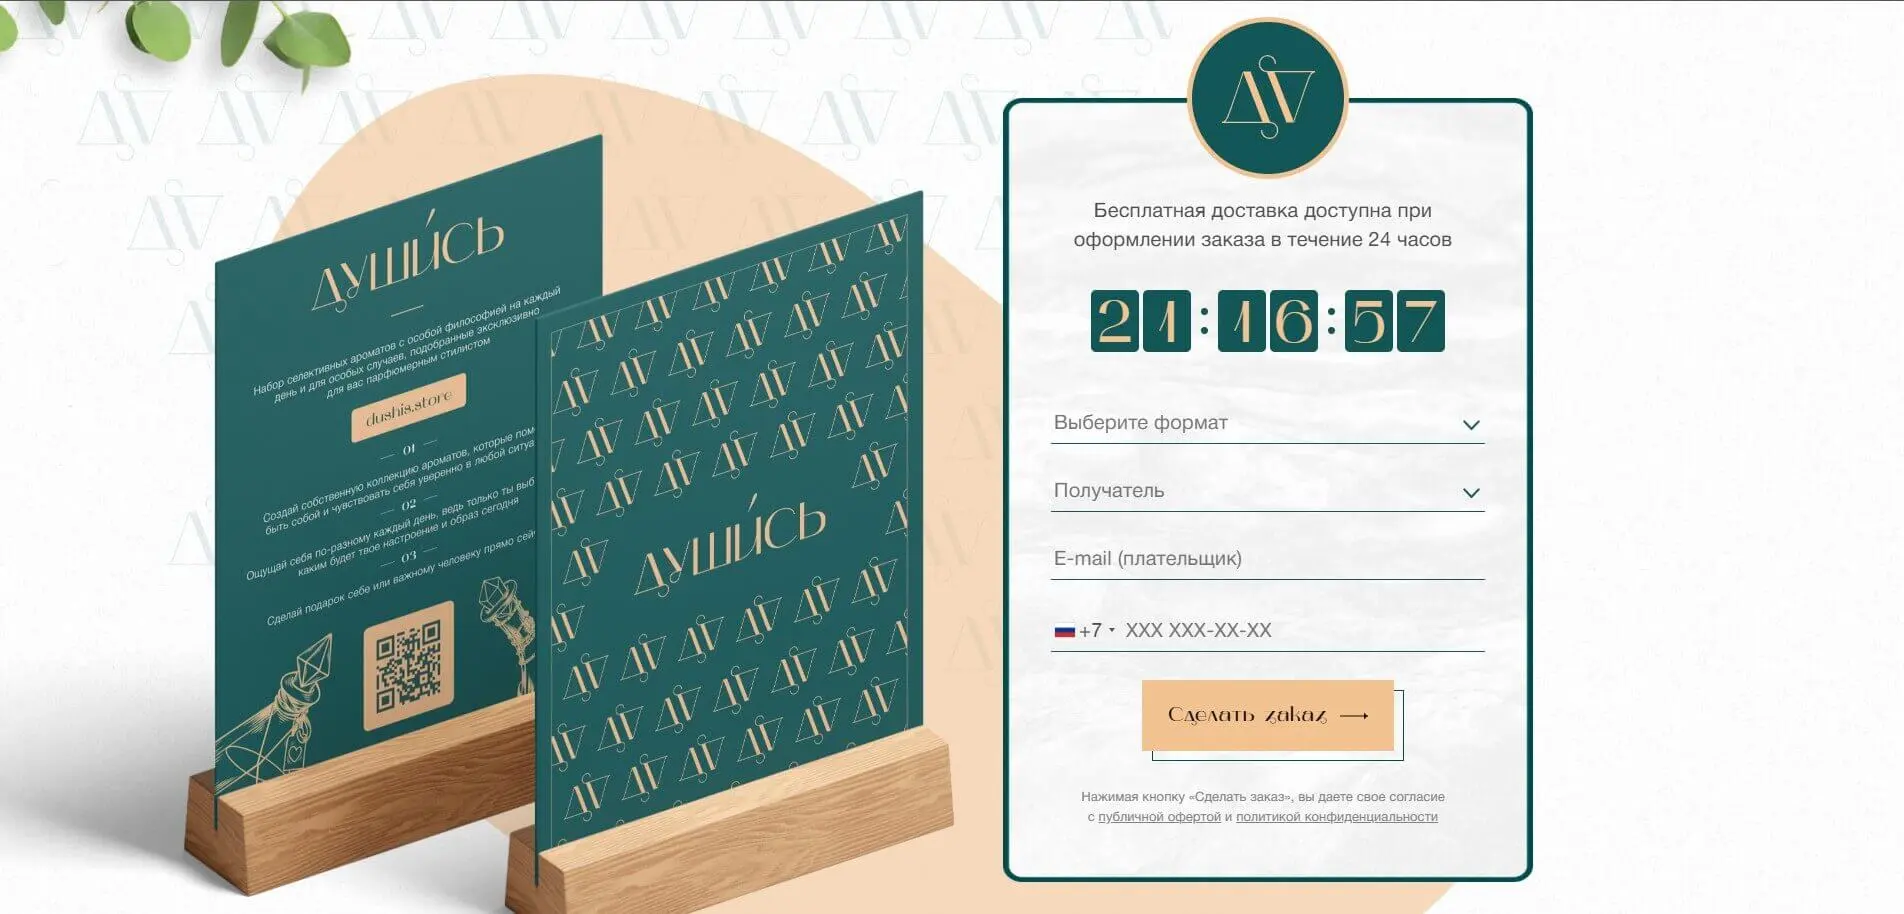 ДУШИ́СЬ
Набор селективных ароматов с особой философией на каждый
день и для особых случаев, подобранные эксклюзивно
для вас парфюмерным стилистом
dushis.store
— 01 —
Создай собственную коллекцию ароматов, которые
быть собой и чувствовать себя уверенно в любой
— 02 —
Ощущай себя по-разному каждый день, ведь только ты
каким будет твое настроение и образ сегодня
— 03 —
Сделай подарок себе или важному человеку прямо
ДУШИ́СЬ
Бесплатная доставка доступна при
оформлении заказа в течение 24 часов
21:16:57
Выберите формат
Получатель
E-mail (плательщик)
+7 XXX XXX-XX-XX
Сделать заказ
Нажимая кнопку «Сделать заказ», вы даете свое согласие
с публичной офертой и политикой конфиденциальности